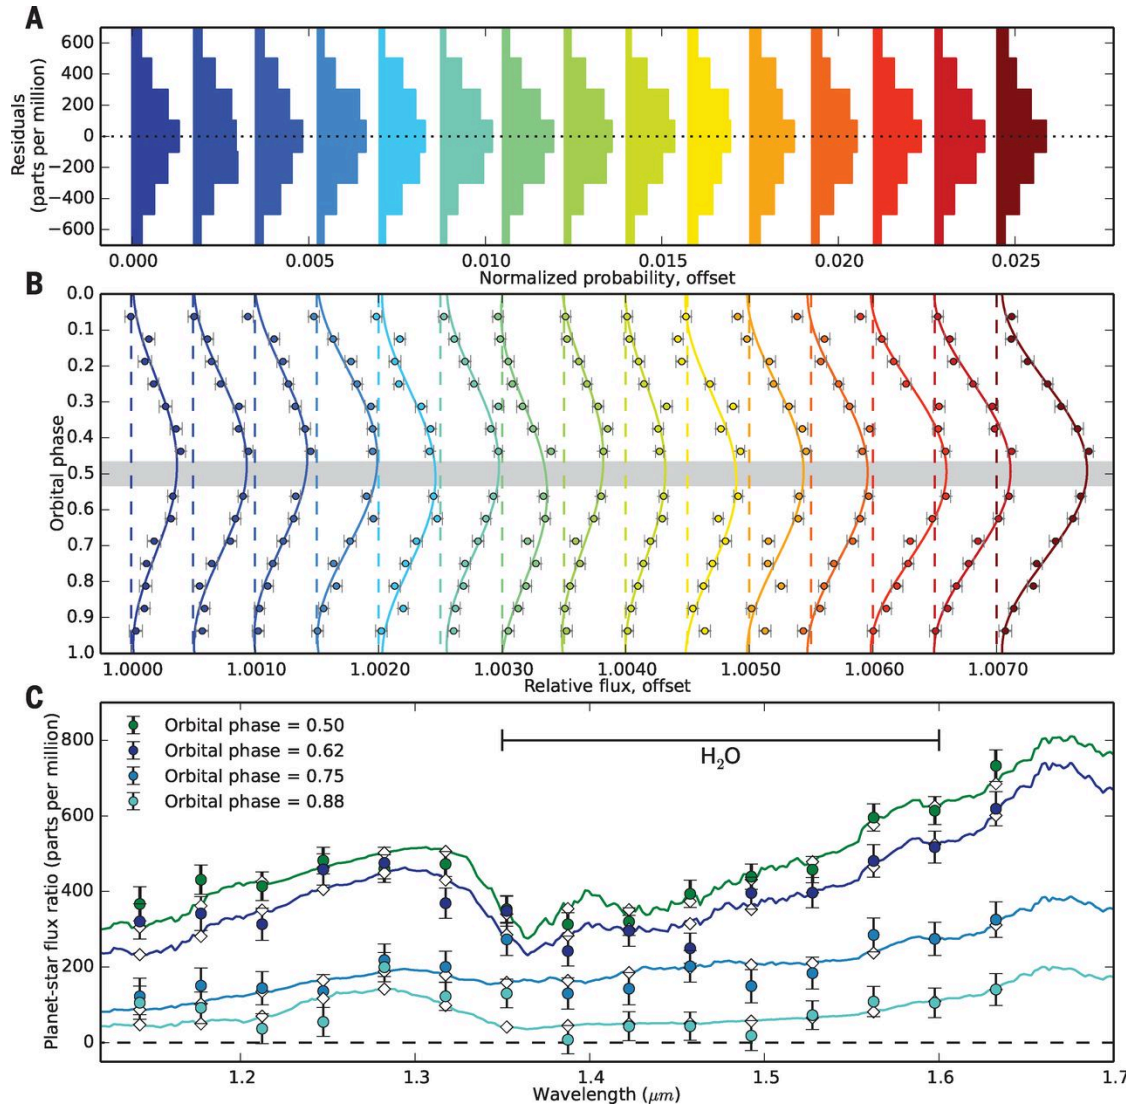 A
Residuals
(parts per million)
600
400
200
0
−200
−400
−600
0.000 0.005 0.010 0.015 0.020 0.025
Normalized probability, offset
B
Orbital phase
0.0
0.1
0.2
0.3
0.4
0.5
0.6
0.7
0.8
0.9
1.0
1.0000 1.0010 1.0020 1.0030 1.0040 1.0050 1.0060 1.0070
Relative flux, offset
C
Planet-star flux ratio (parts per million)
800
600
400
200
0
Orbital phase = 0.50
Orbital phase = 0.62
Orbital phase = 0.75
Orbital phase = 0.88
H₂O
1.2 1.3 1.4 1.5 1.6 1.7
Wavelength (μm)